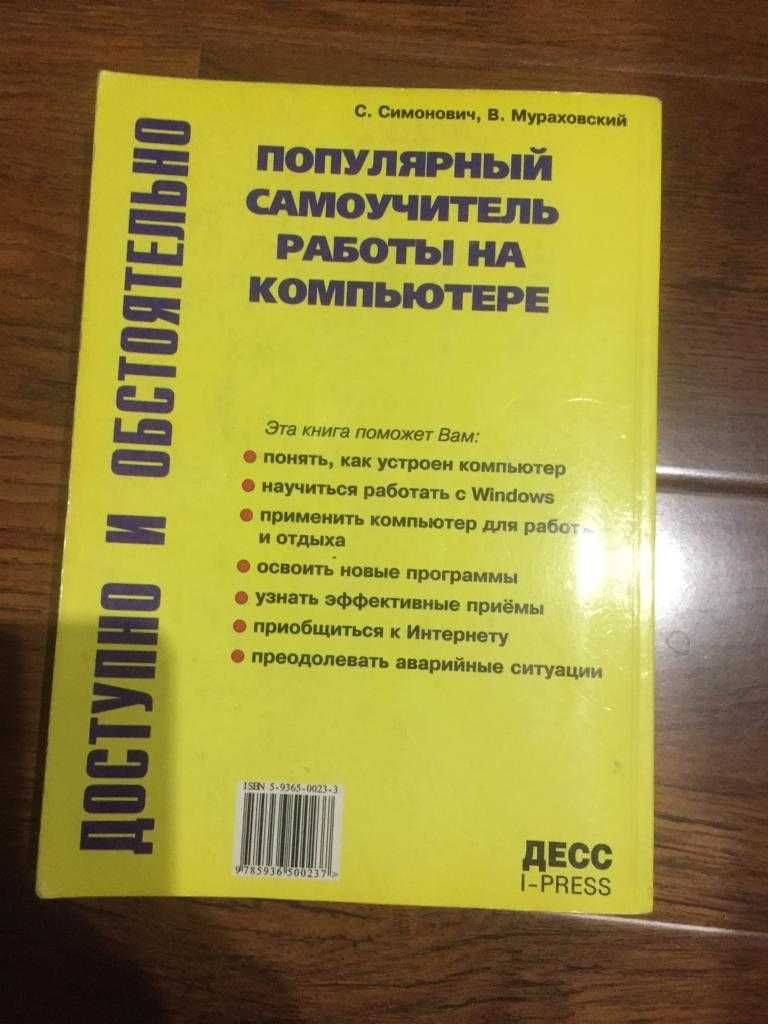 С. Симонович, В. Мураховский
ПОПУЛЯРНЫЙ
САМОУЧИТЕЛЬ
РАБОТЫ НА
КОМПЬЮТЕРЕ
ДОСТУПНО И ОБСТОЯТЕЛЬНО
Эта книга поможет Вам:
● понять, как устроен компьютер
● научиться работать с Windows
● применить компьютер для работы
и отдыха
● освоить новые программы
● узнать эффективные приёмы
● приобщиться к Интернету
● преодолевать аварийные ситуации
ISBN 5-9365-0023-3
9785936500237>
ДЕСС
I-PRESS